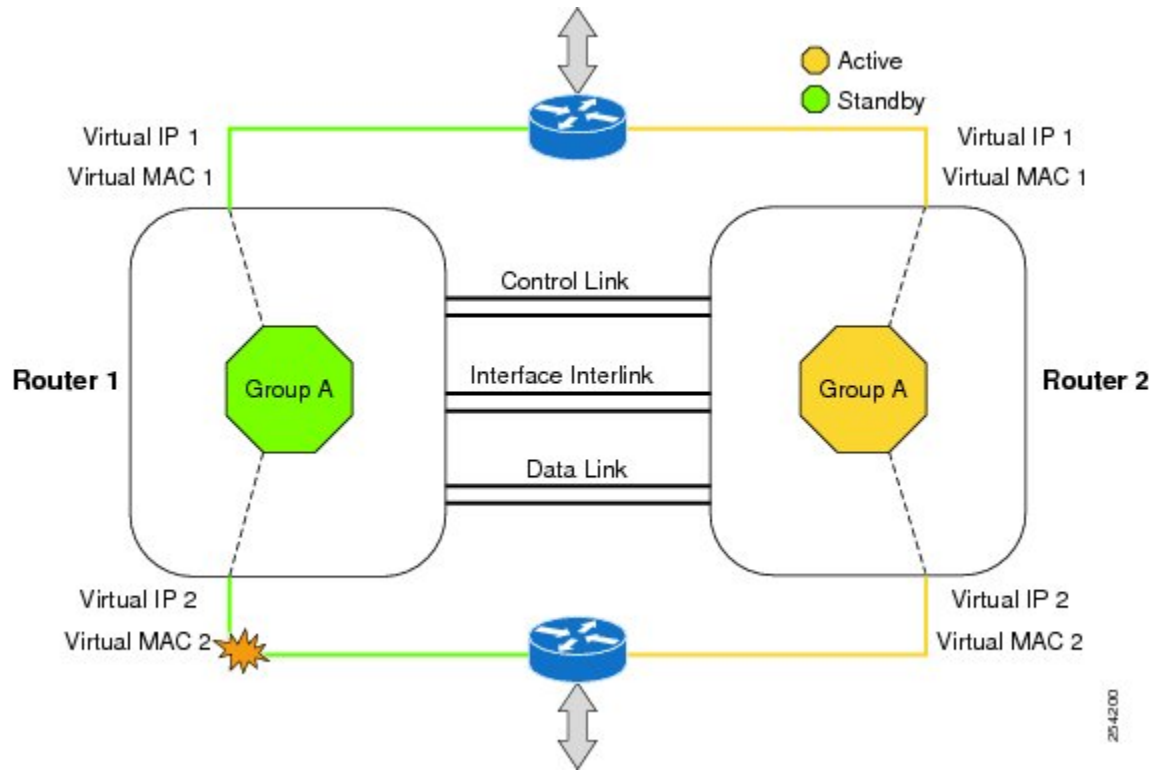 Active
Standby
Virtual IP 1
Virtual MAC 1
Virtual IP 1
Virtual MAC 1
Control Link
Router 1
Group A
Interface Interlink
Group A
Router 2
Data Link
Virtual IP 2
Virtual MAC 2
Virtual IP 2
Virtual MAC 2
254200